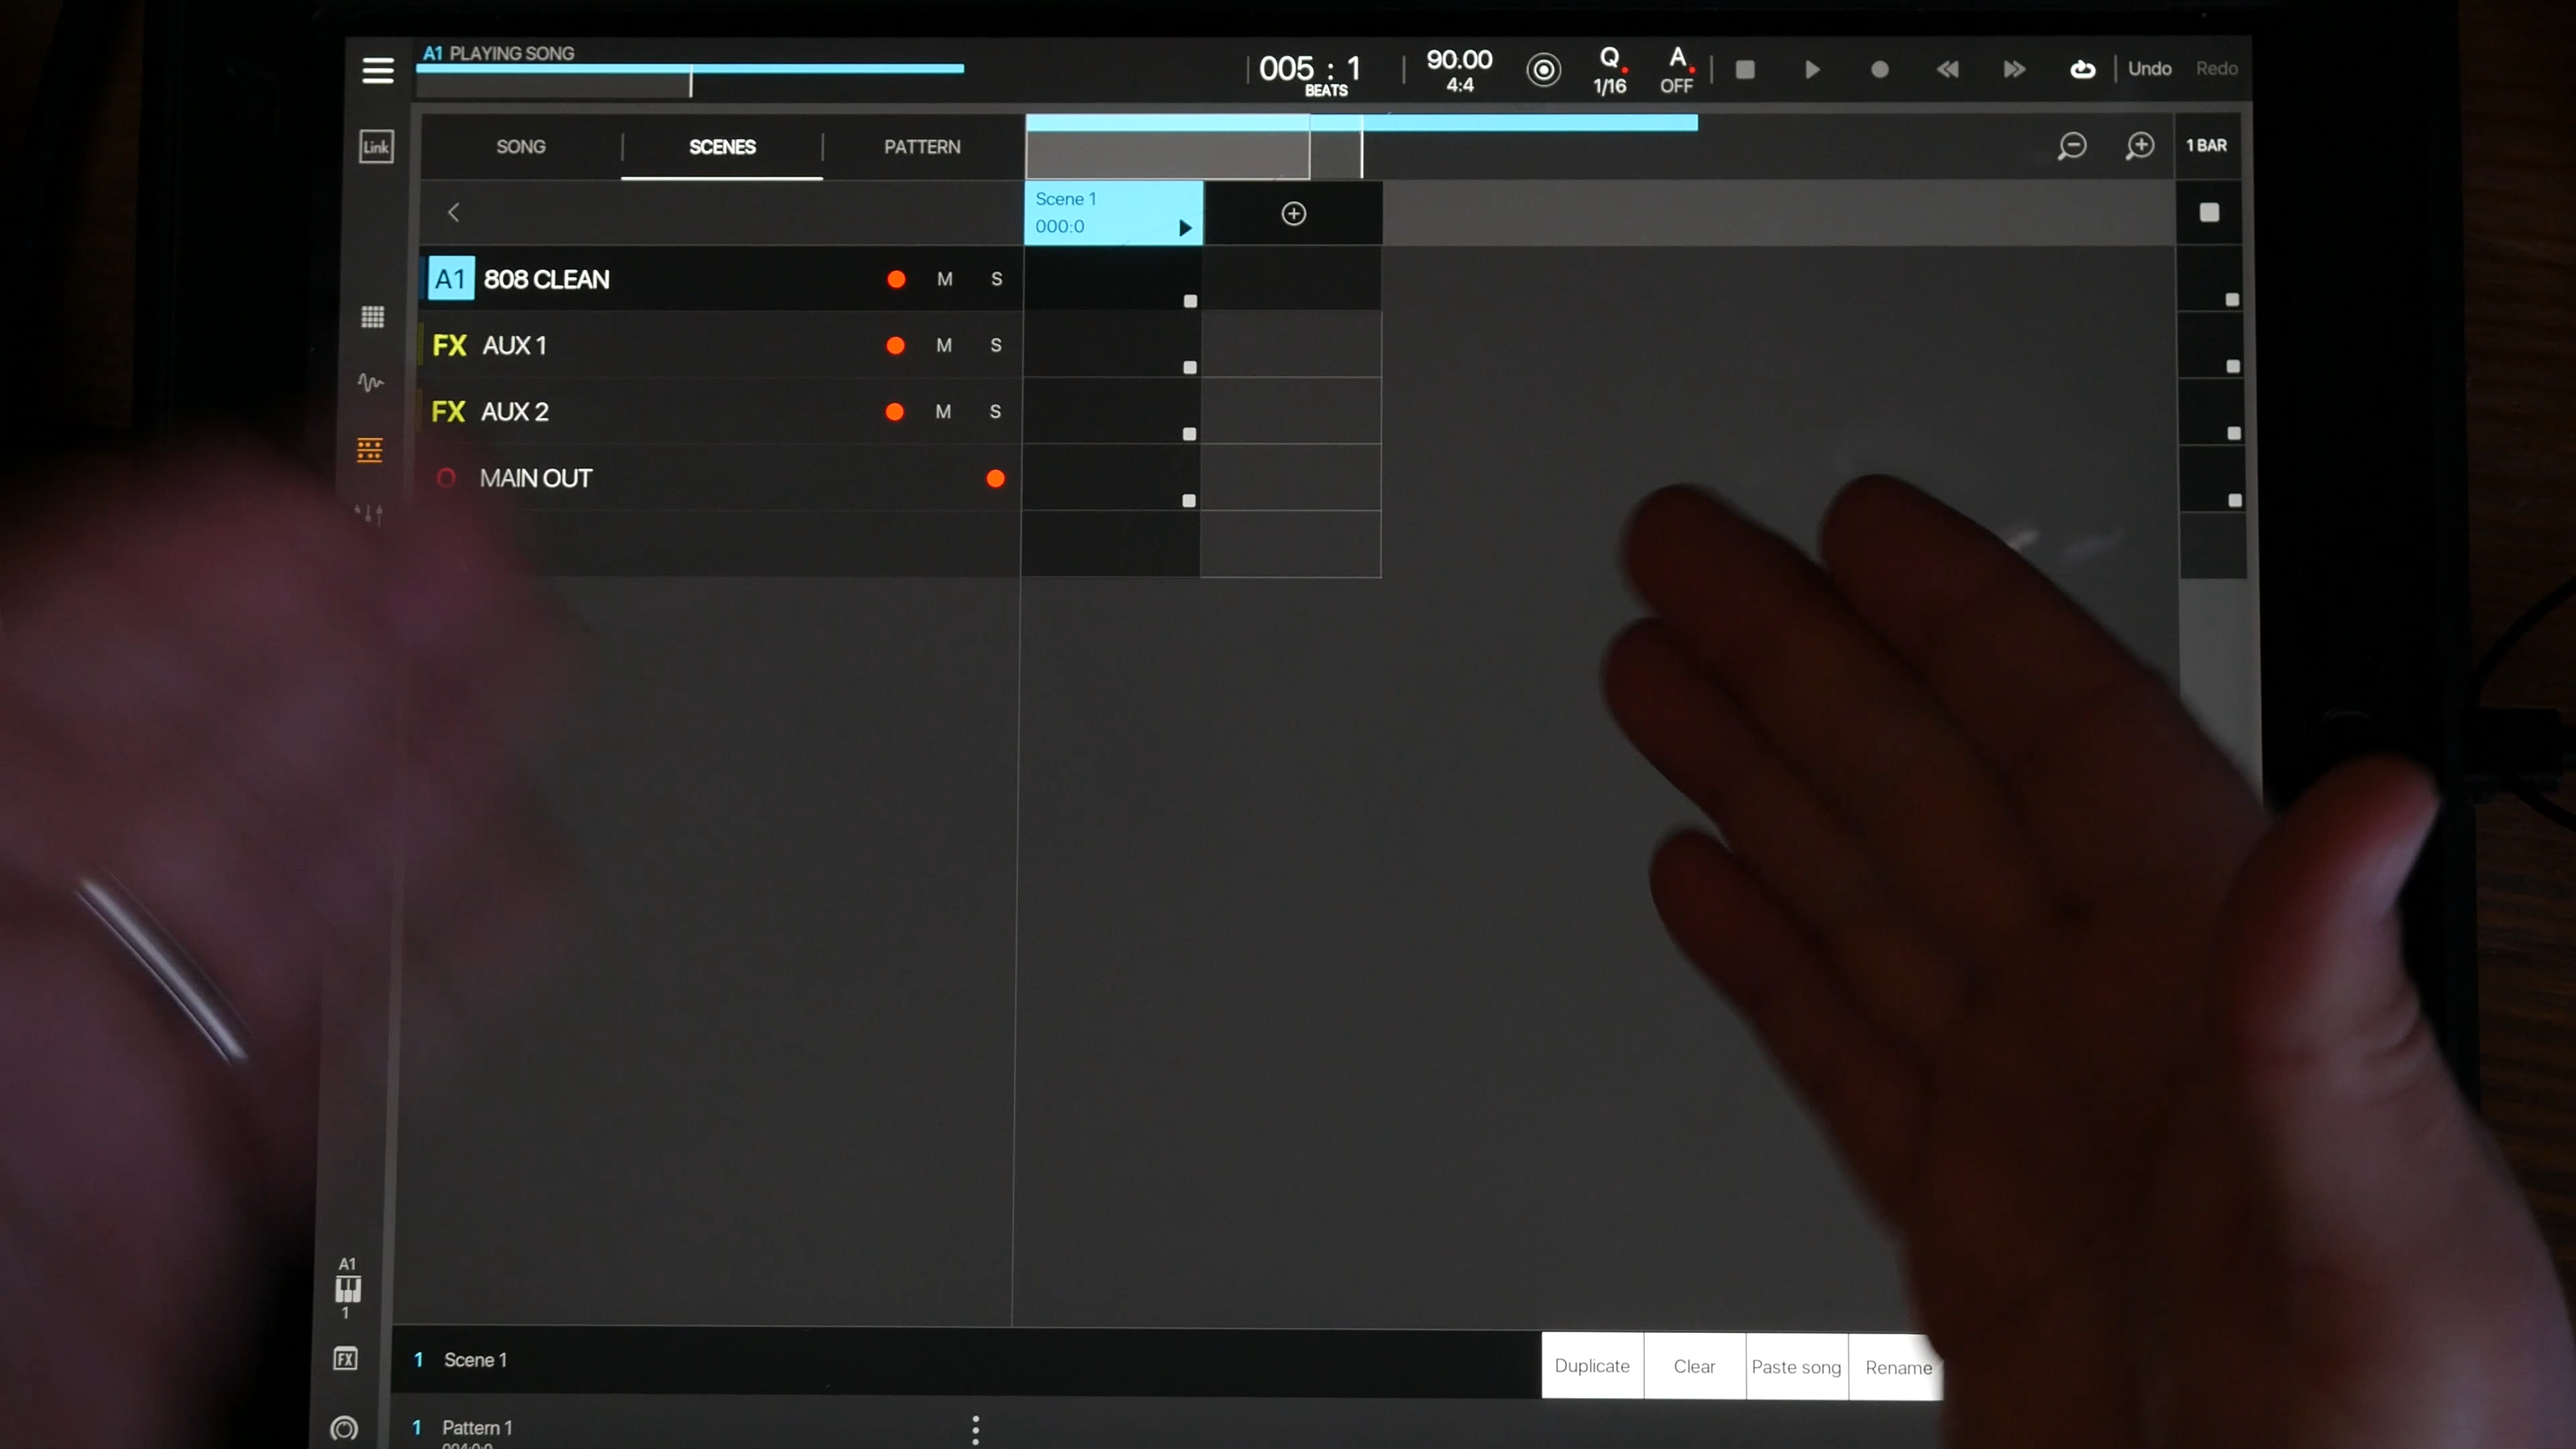 A1 PLAYING SONG
005 : 1
BEATS
90.00
4:4
Q
1/16
A
OFF
Undo
Redo
Link
SONG
SCENES
PATTERN
1 BAR
Scene 1
000:0
A1 808 CLEAN
M
S
FX AUX 1
M
S
FX AUX 2
M
S
O MAIN OUT
A1
1
FX
1 Scene 1
Duplicate
Clear
Paste song
Rename
1 Pattern 1